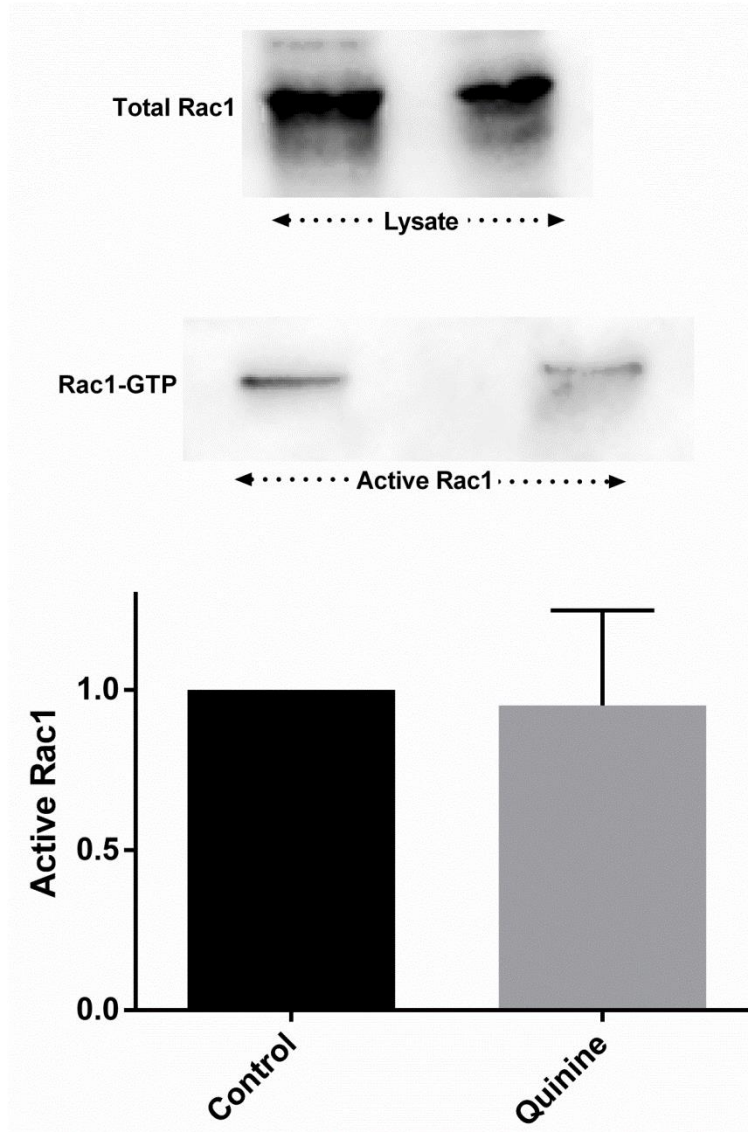 Total Rac1
Lysate
Rac1-GTP
Active Rac1
Active Rac1
1.0
0.5
0.0
Control
Quinine